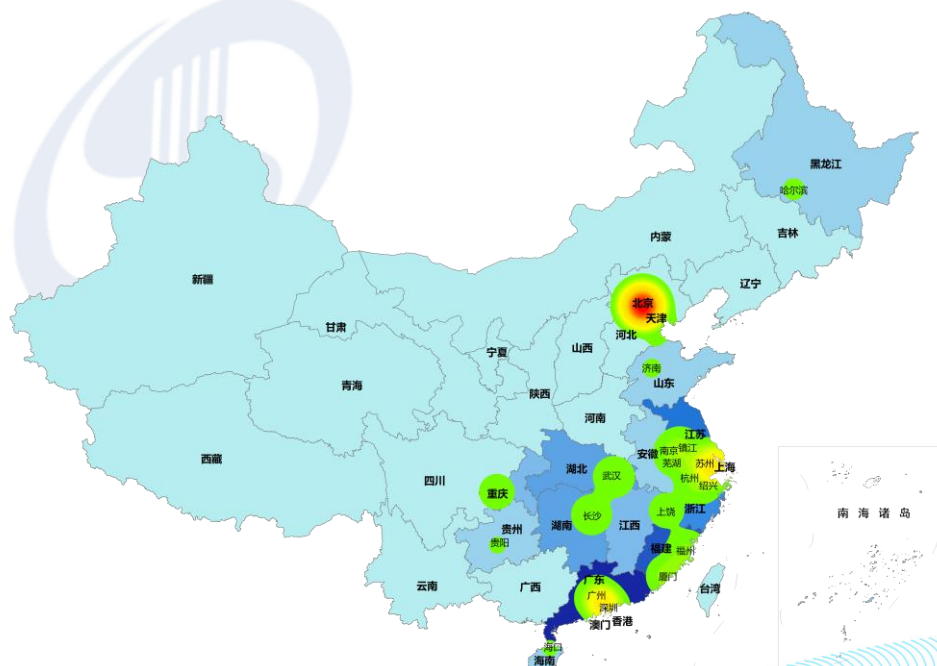 黑龙江
哈尔滨
吉林
内蒙
辽宁
新疆
北京
天津
甘肃
河北
宁夏
山西
济南
青海
山东
陕西
河南
江苏
南京
镇江
安徽
芜湖
苏州
上海
西藏
湖北
武汉
杭州
四川
重庆
绍兴
上饶
浙江
南海诸岛
长沙
贵州
湖南
江西
贵阳
福建
福州
厦门
广东
云南
广西
台湾
广州
深圳
澳门
香港
海口
海南